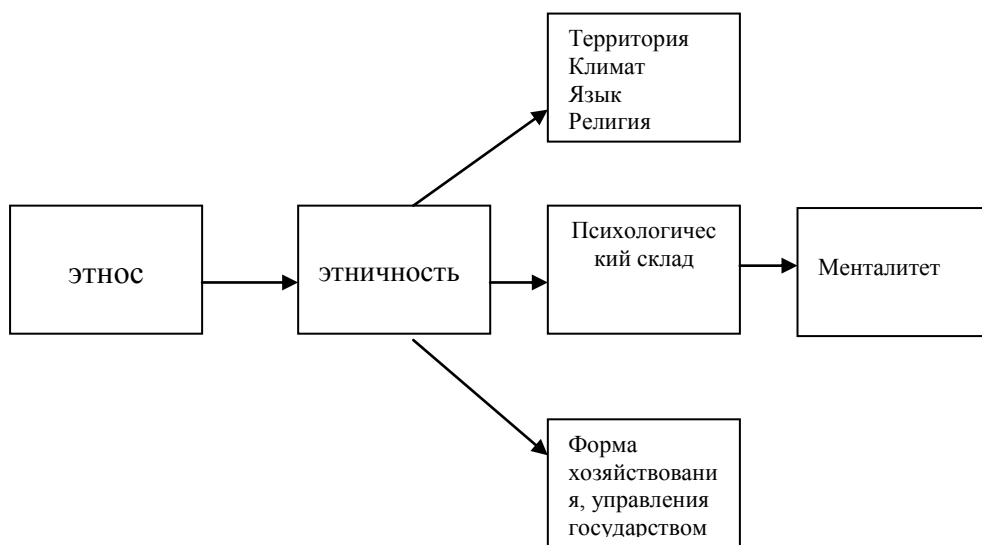 Территория
Климат
Язык
Религия
этнос
этничность
Психологичес
кий склад
Менталитет
Форма
хозяйствовани
я, управления
государством